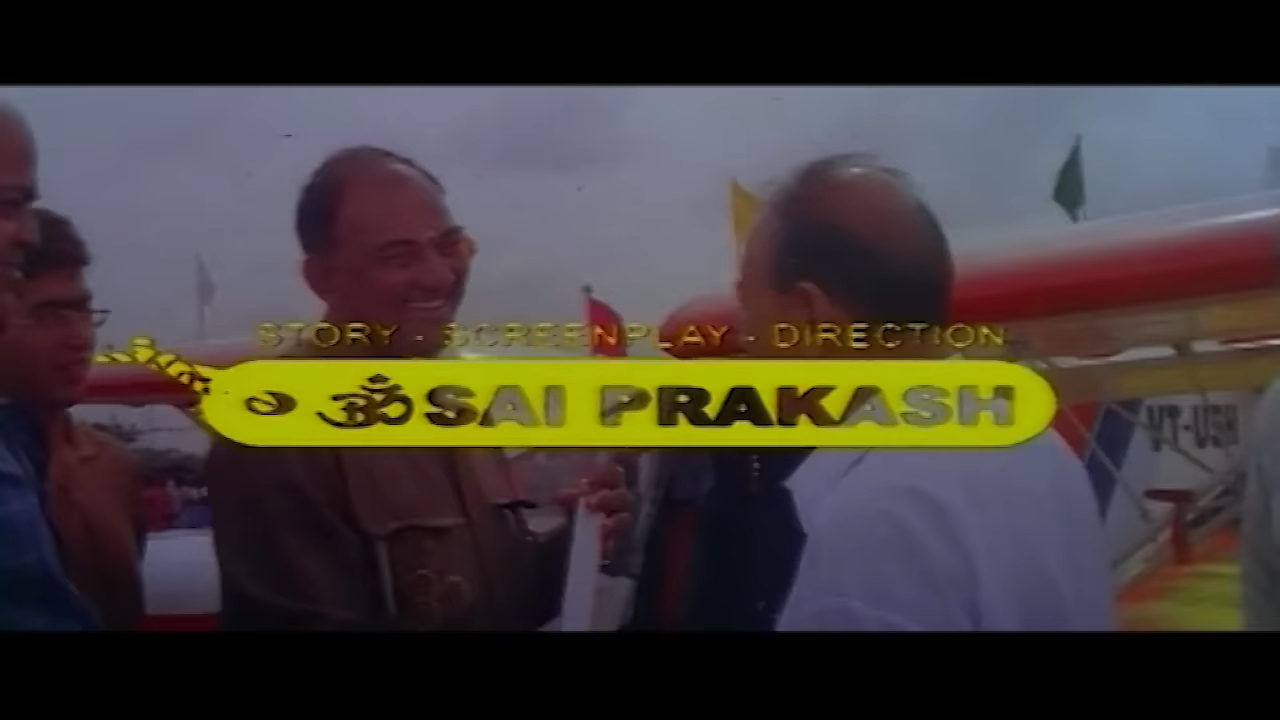 STORY - SCREENPLAY - DIRECTION
ॐ SAI PRAKASH